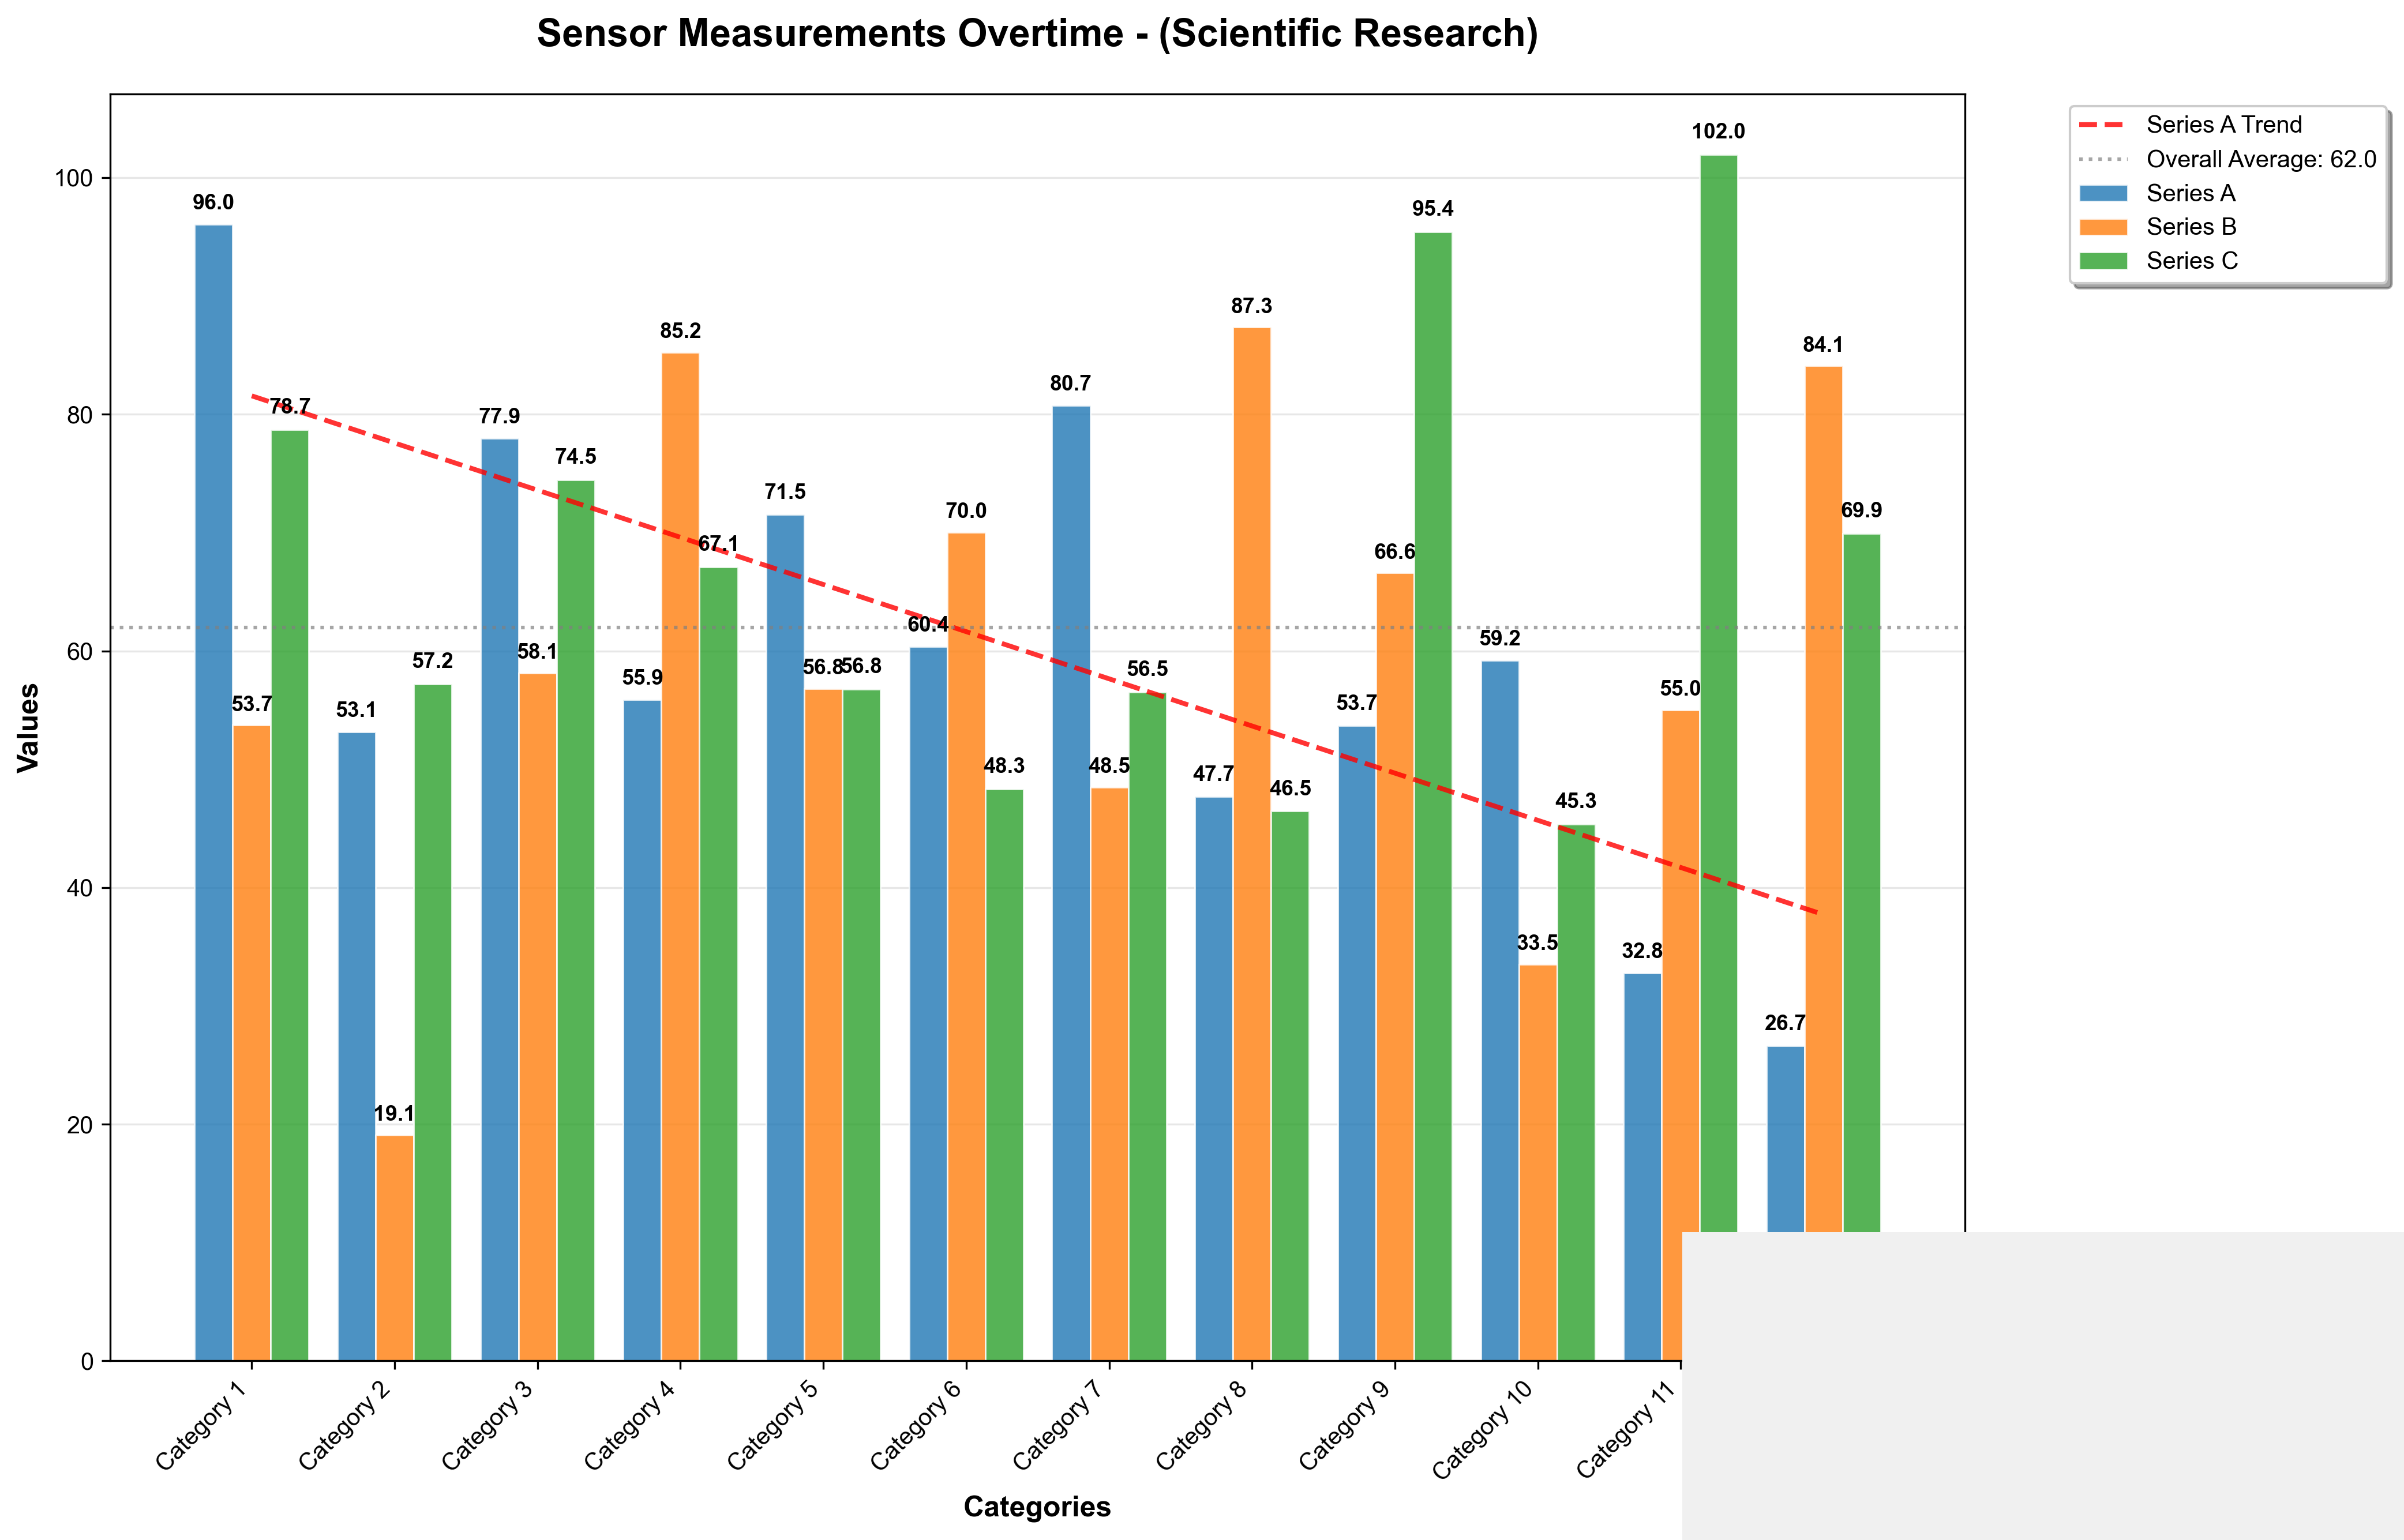 Sensor Measurements Overtime - (Scientific Research)
Series A Trend
Overall Average: 62.0
Series A
Series B
Series C
Values
100
80
60
40
20
0
96.0
53.7
78.7
53.1
19.1
57.2
77.9
58.1
74.5
55.9
85.2
67.1
71.5
56.8
56.8
60.4
70.0
48.3
80.7
48.5
56.5
47.7
87.3
46.5
53.7
66.6
95.4
59.2
33.5
45.3
32.8
55.0
102.0
26.7
84.1
69.9
Category 1
Category 2
Category 3
Category 4
Category 5
Category 6
Category 7
Category 8
Category 9
Category 10
Category 11
Categories